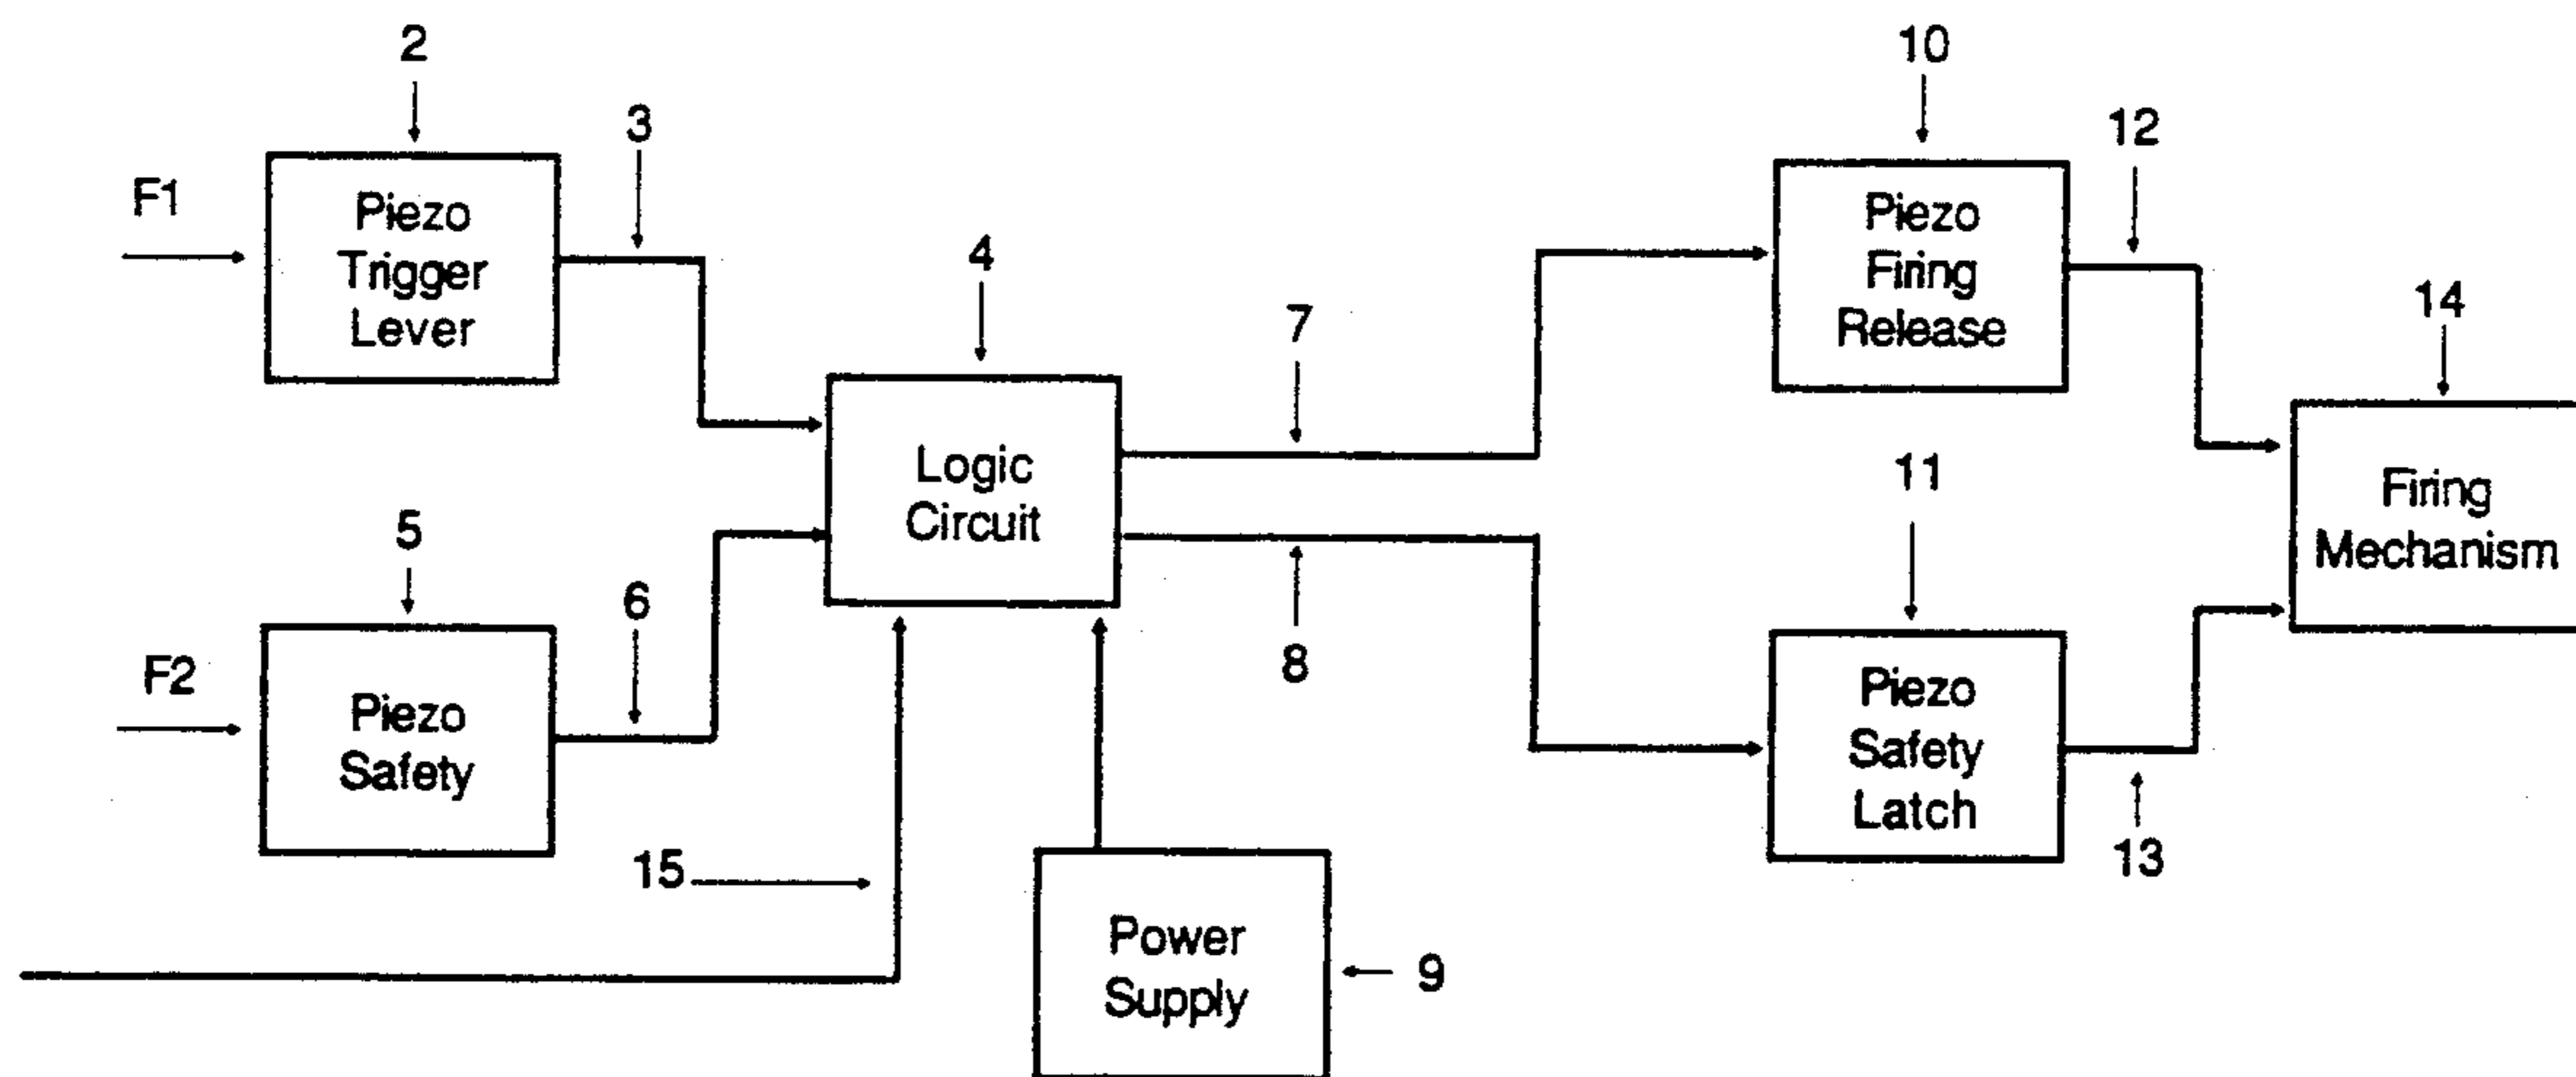 2
10
3
12
F1
Piezo
Trigger
Lever
Piezo
Firing
Release
4
14
7
Logic
Circuit
11
Firing
Mechanism
5
6
8
F2
Piezo
Safety
Piezo
Safety
Latch
15
13
Power
Supply
9